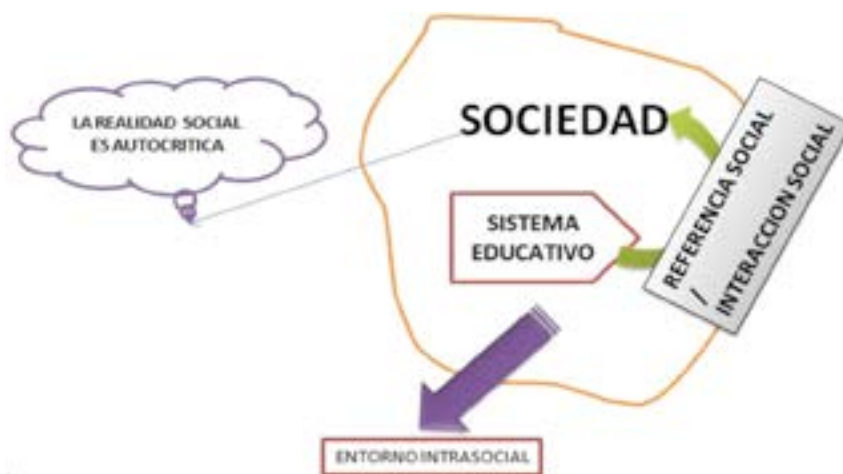 LA REALIDAD SOCIAL
ES AUTOCRITICA
SOCIEDAD
SISTEMA
EDUCATIVO
REFERENCIA SOCIAL
/
INTERACCION SOCIAL
ENTORNO INTRASOCIAL